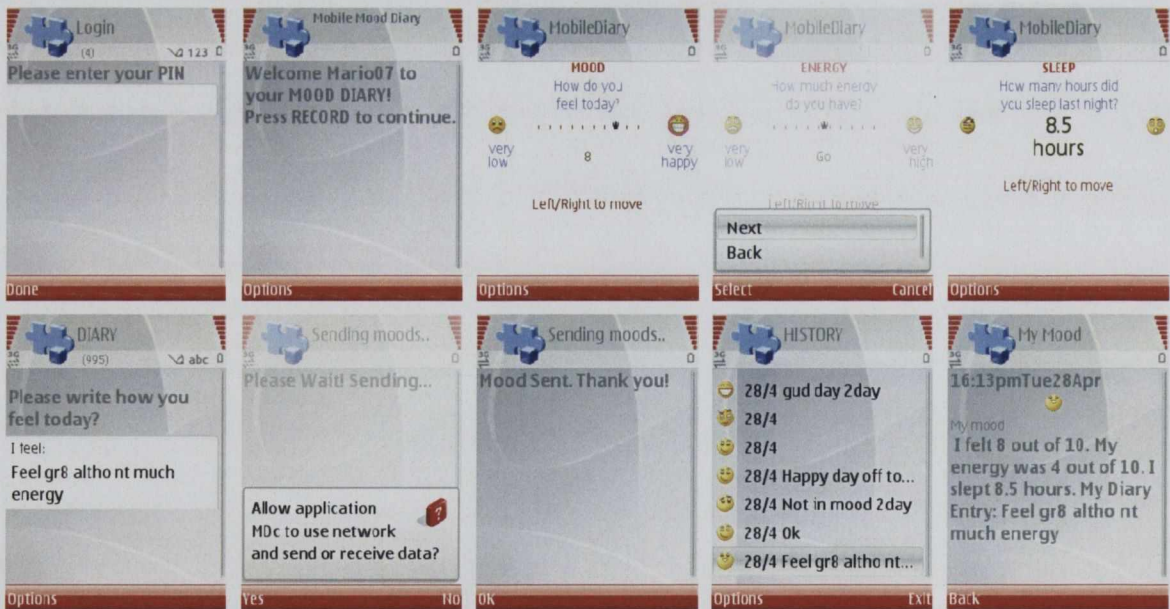 Login
(4)
123
Please enter your PIN
Done
Mobile Mood Diary
Welcome Mario07 to
your MOOD DIARY!
Press RECORD to continue.
Options
MobileDiary
MOOD
How do you
feel today?
very
low
8
very
happy
Left/Right to move
Options
MobileDiary
ENERGY
How much energy
do you have?
very
low
Go
very
high
Left/Right to move
Next
Back
Select
Cancel
MobileDiary
SLEEP
How many hours did
you sleep last night?
8.5
hours
Left/Right to move
Options
DIARY
(995)
abc
Please write how you
feel today?
I feel:
Feel gr8 altho nt much
energy
Options
3G
Sending moods..
Please Wait! Sending...
Allow application
MDc to use network
and send or receive data?
Yes
No
3G
Sending moods..
Mood Sent. Thank you!
OK
3G
HISTORY
28/4 gud day 2day
28/4
28/4
28/4 Happy day off to...
28/4 Not in mood 2day
28/4 Ok
28/4 Feel gr8 altho nt...
Options
Exit
3G
My Mood
16:13pmTue28Apr
My mood
I felt 8 out of 10. My
energy was 4 out of 10. I
slept 8.5 hours. My Diary
Entry: Feel gr8 altho nt
much energy
Back